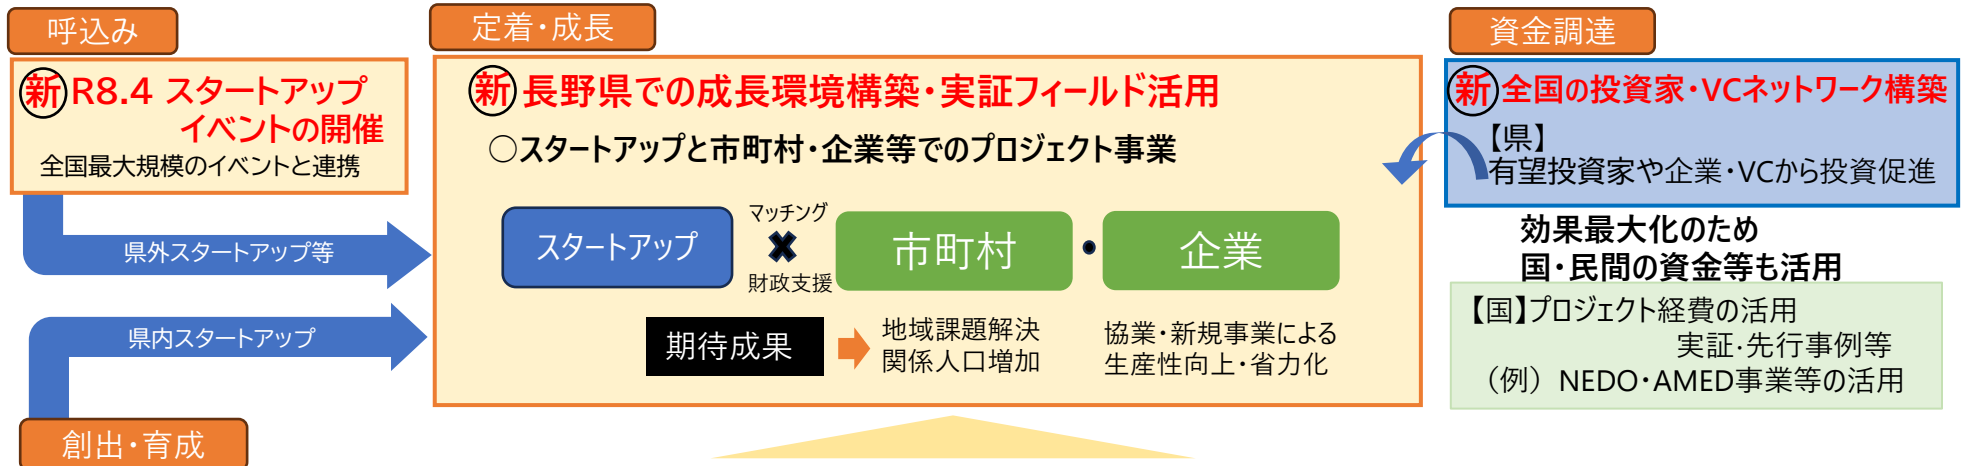 呼込み
新 R8.4 スタートアップ
イベントの開催
全国最大規模のイベントと連携
県外スタートアップ等
県内スタートアップ
創出・育成
定着・成長
新 長野県での成長環境構築・実証フィールド活用
○スタートアップと市町村・企業等でのプロジェクト事業
スタートアップ
マッチング
✖
財政支援
市町村
・
企業
期待成果
地域課題解決
関係人口増加
協業・新規事業による
生産性向上・省力化
資金調達
新 全国の投資家・VCネットワーク構築
【県】
有望投資家や企業・VCから投資促進
効果最大化のため
国・民間の資金等も活用
【国】プロジェクト経費の活用
実証・先行事例等
（例）NEDO・AMED事業等の活用